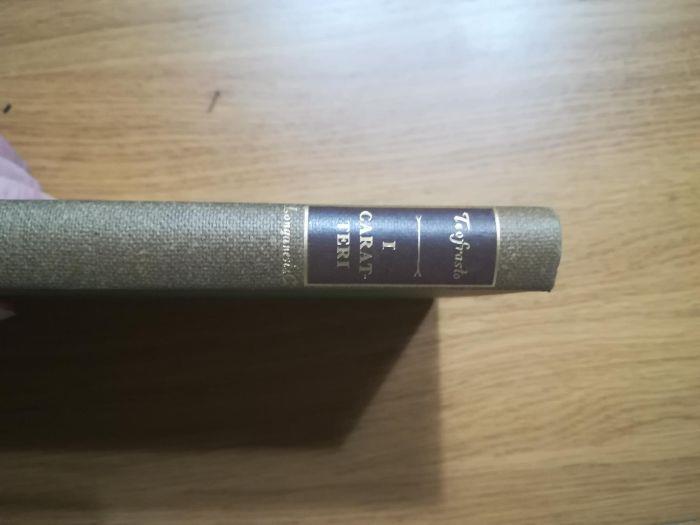 Teofrasto
I
CARAT-
TERI
Longanesi & C.